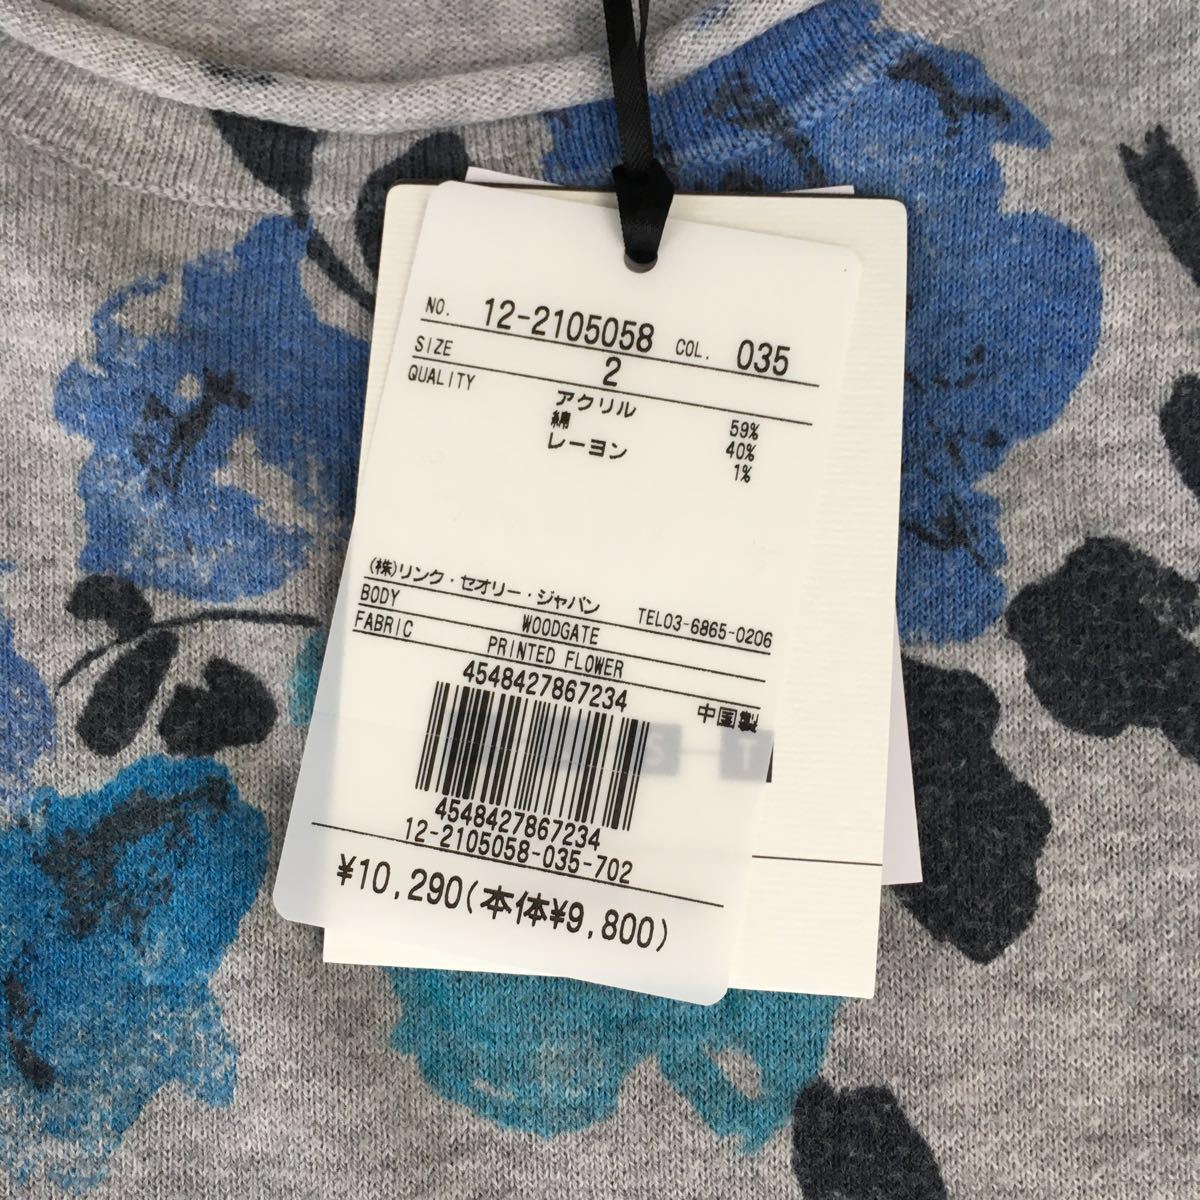 NO. 12-2105058 COL. 035
SIZE 2
QUALITY アクリル 59%
綿 40%
レーヨン 1%
(株)リンク・セオリー・ジャパン TEL03-6865-0206
BODY WOODGATE
FABRIC PRINTED FLOWER
4548427867234
中国製
4548427867234
12-2105058-035-702
¥10,290(本体¥9,800)